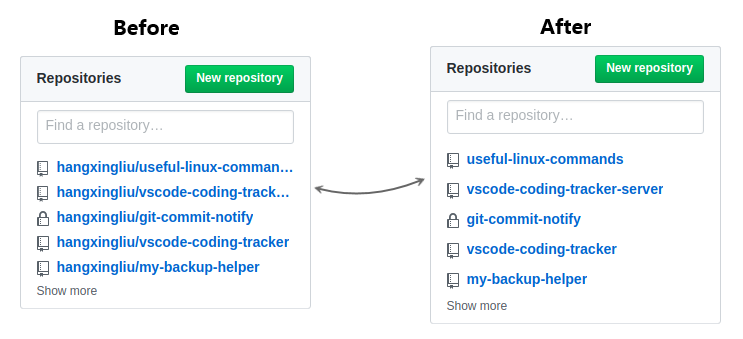 Before
Repositories
New repository
Find a repository…
hangxingliu/useful-linux-comman…
hangxingliu/vscode-coding-track…
hangxingliu/git-commit-notify
hangxingliu/vscode-coding-tracker
hangxingliu/my-backup-helper
Show more
After
Repositories
New repository
Find a repository…
useful-linux-commands
vscode-coding-tracker-server
git-commit-notify
vscode-coding-tracker
my-backup-helper
Show more